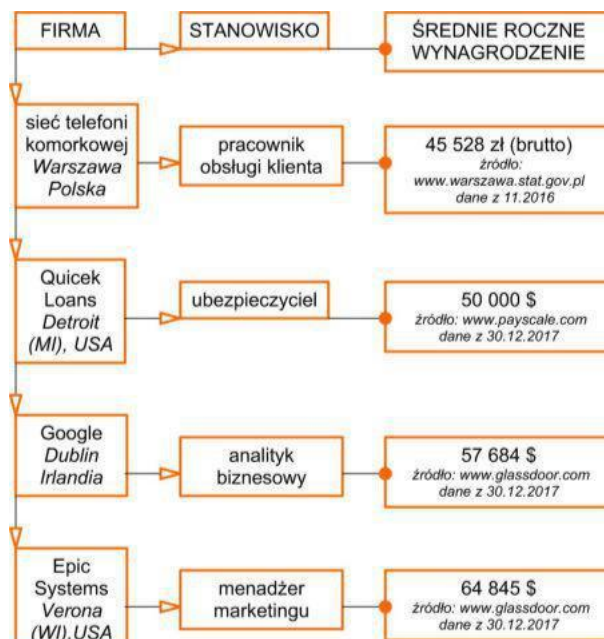 FIRMA
STANOWISKO
ŚREDNIE ROCZNE
WYNAGRODZENIE
sieć telefoni
komorkowej
Warszawa
Polska
pracownik
obsługi klienta
45 528 zł (brutto)
źródło:
www.warszawa.stat.gov.pl
dane z 11.2016
Quicek
Loans
Detroit
(MI), USA
ubezpieczyciel
50 000 $
źródło: www.payscale.com
dane z 30.12.2017
Google
Dublin
Irlandia
analityk
biznesowy
57 684 $
źródło: www.glassdoor.com
dane z 30.12.2017
Epic
Systems
Verona
(WI),USA
menadżer
marketingu
64 845 $
źródło: www.glassdoor.com
dane z 30.12.2017